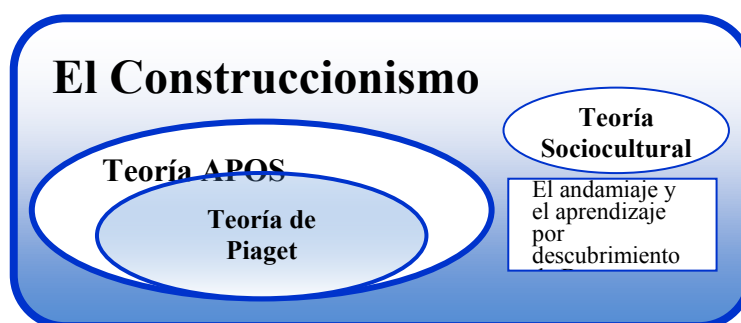 El Construccionismo
Teoría APOS
Teoría de
Piaget
Teoría
Sociocultural
El andamiaje y
el aprendizaje
por
descubrimiento